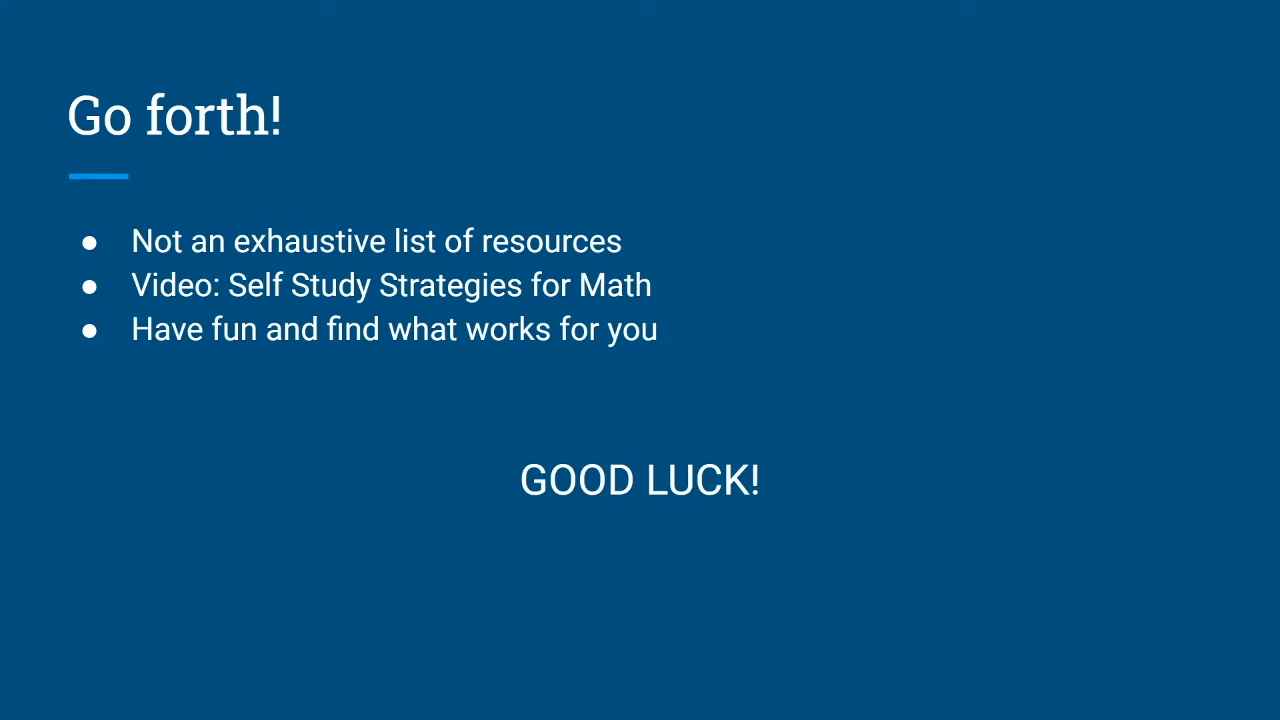 Go forth!
● Not an exhaustive list of resources
● Video: Self Study Strategies for Math
● Have fun and find what works for you
GOOD LUCK!